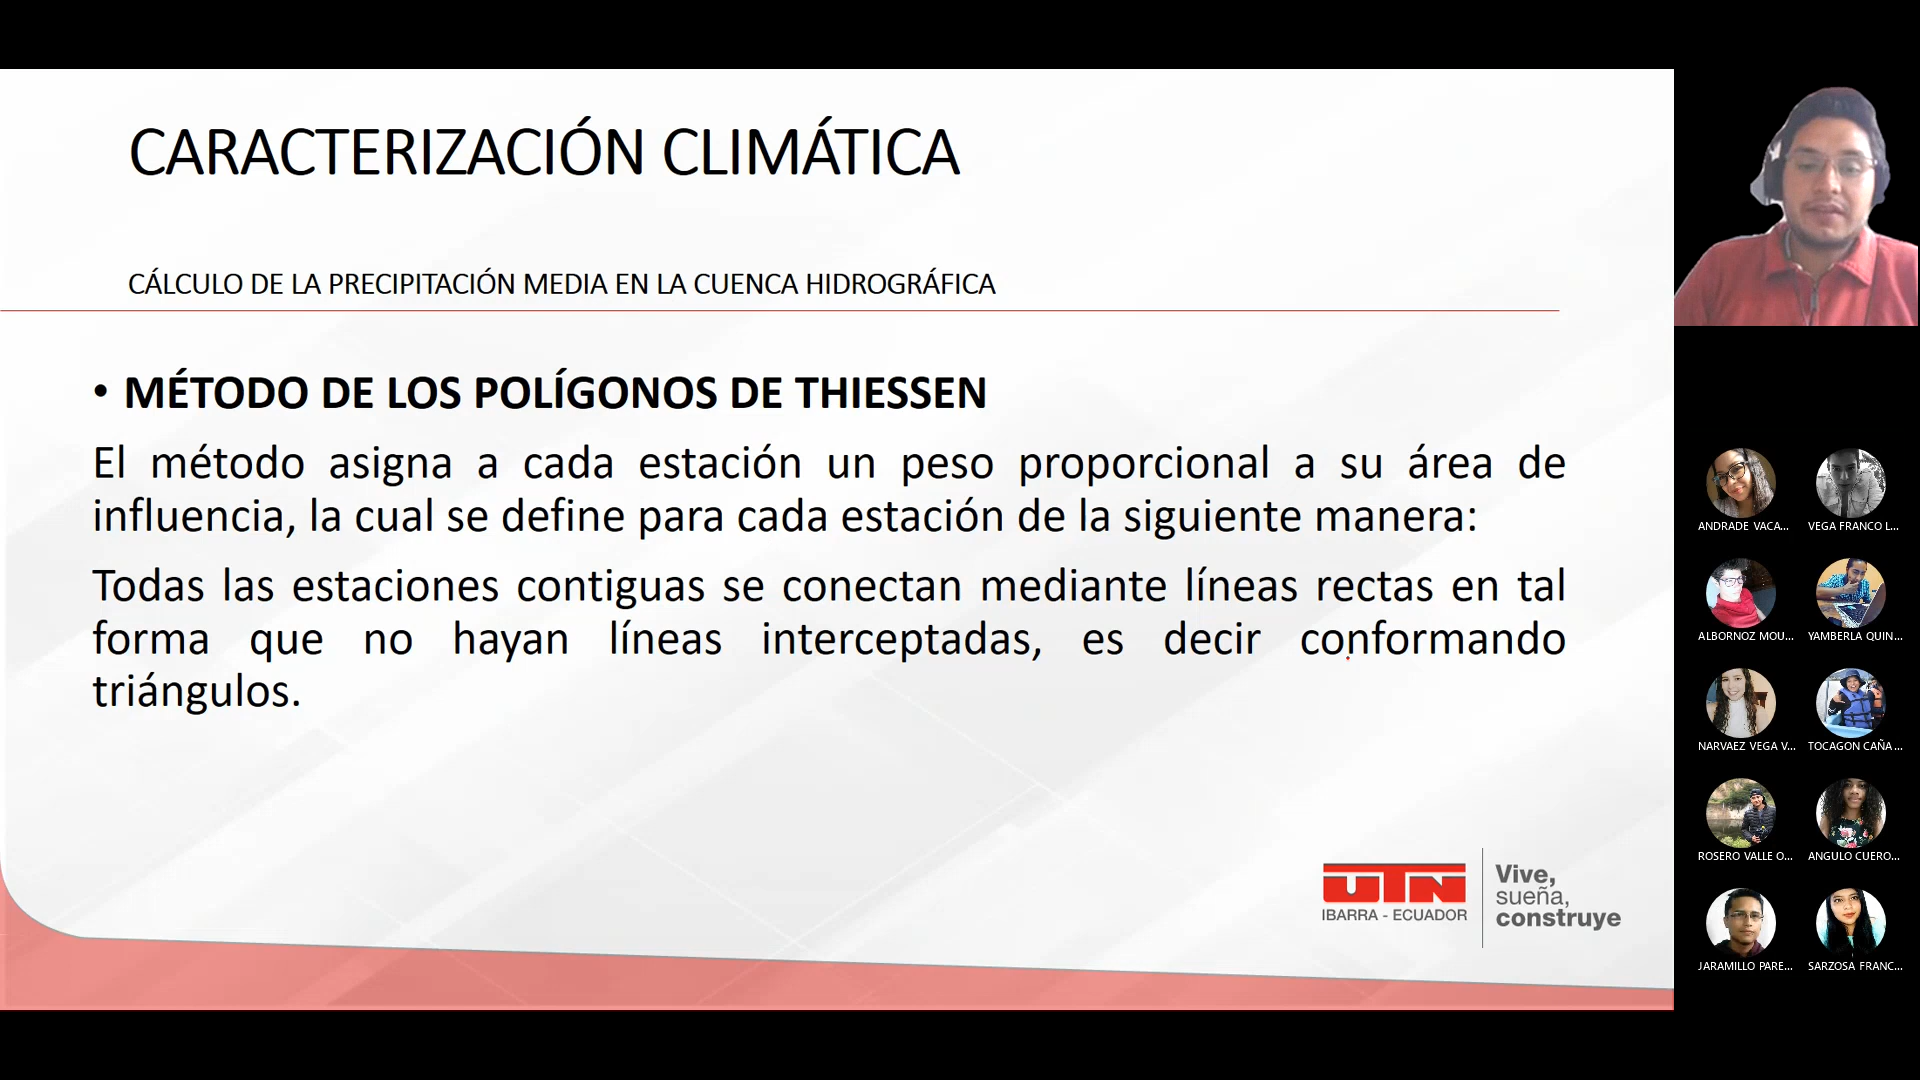 CARACTERIZACIÓN CLIMÁTICA
CÁLCULO DE LA PRECIPITACIÓN MEDIA EN LA CUENCA HIDROGRÁFICA
• MÉTODO DE LOS POLÍGONOS DE THIESSEN
El método asigna a cada estación un peso proporcional a su área de
influencia, la cual se define para cada estación de la siguiente manera:
Todas las estaciones contiguas se conectan mediante líneas rectas en tal
forma que no hayan líneas interceptadas, es decir conformando
triángulos.
UTN
IBARRA - ECUADOR
Vive,
sueña,
construye
ANDRADE VACA...
VEGA FRANCO L...
ALBORNOZ MOU...
YAMBERLA QUIN...
NARVAEZ VEGA V...
TOCAGON CAÑA...
ROSERO VALLE O...
ANGULO CUERO...
JARAMILLO PARE...
SARZOSA FRANC...